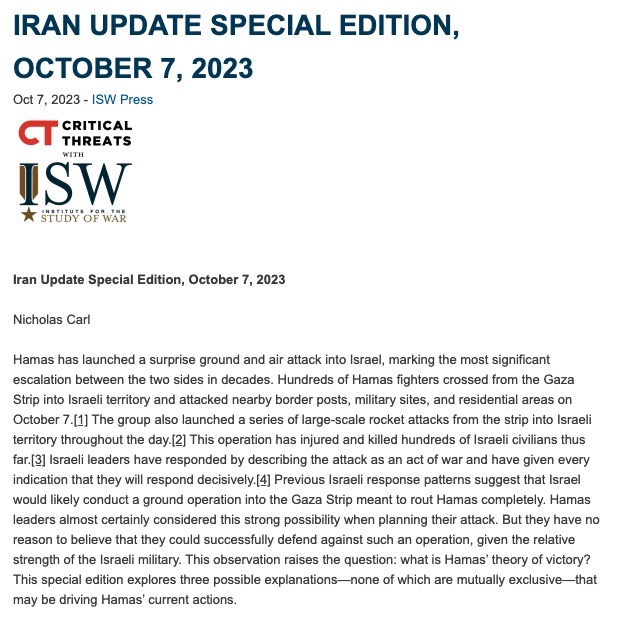 IRAN UPDATE SPECIAL EDITION,
OCTOBER 7, 2023
Oct 7, 2023 - ISW Press
CT CRITICAL
THREATS
WITH
ISW
INSTITUTE FOR THE
STUDY OF WAR
Iran Update Special Edition, October 7, 2023
Nicholas Carl
Hamas has launched a surprise ground and air attack into Israel, marking the most significant
escalation between the two sides in decades. Hundreds of Hamas fighters crossed from the Gaza
Strip into Israeli territory and attacked nearby border posts, military sites, and residential areas on
October 7.[1] The group also launched a series of large-scale rocket attacks from the strip into Israeli
territory throughout the day.[2] This operation has injured and killed hundreds of Israeli civilians thus
far.[3] Israeli leaders have responded by describing the attack as an act of war and have given every
indication that they will respond decisively.[4] Previous Israeli response patterns suggest that Israel
would likely conduct a ground operation into the Gaza Strip meant to rout Hamas completely. Hamas
leaders almost certainly considered this strong possibility when planning their attack. But they have no
reason to believe that they could successfully defend against such an operation, given the relative
strength of the Israeli military. This observation raises the question: what is Hamas’ theory of victory?
This special edition explores three possible explanations—none of which are mutually exclusive—that
may be driving Hamas’ current actions.